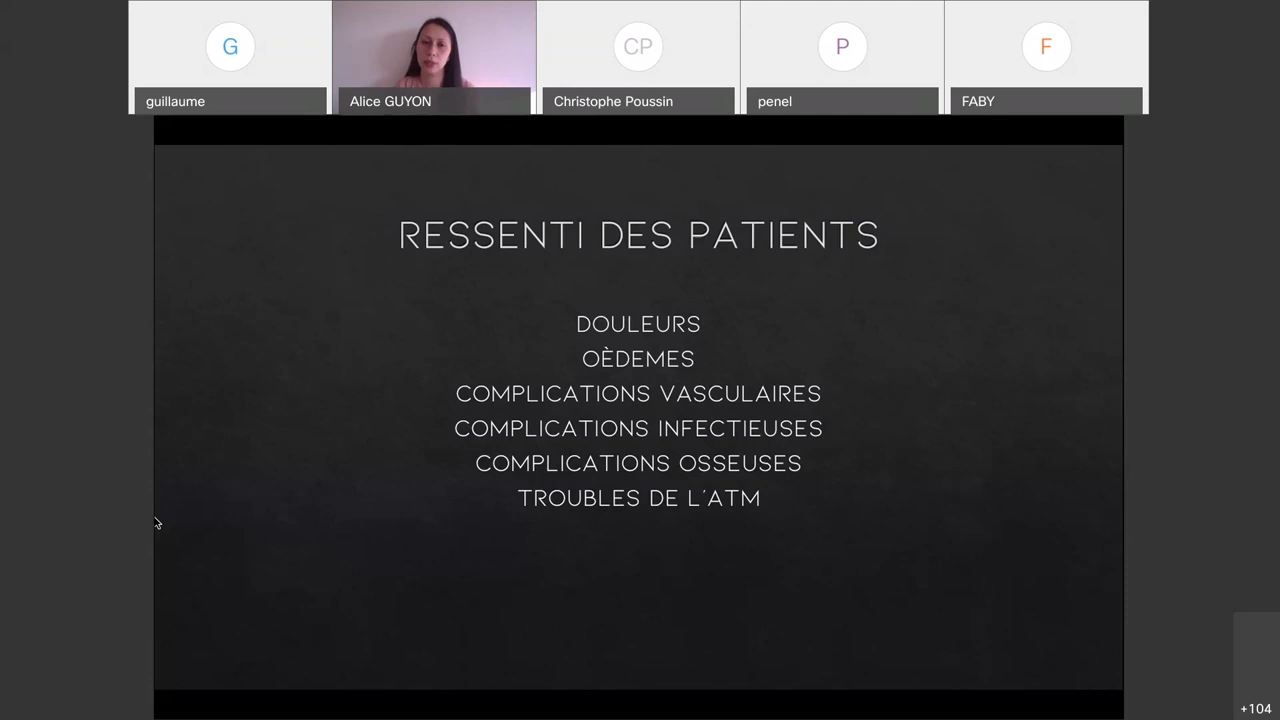 G
CP
P
F
guillaume
Alice GUYON
Christophe Poussin
penel
FABY
RESSENTI DES PATIENTS
DOULEURS
OÈDEMES
COMPLICATIONS VASCULAIRES
COMPLICATIONS INFECTIEUSES
COMPLICATIONS OSSEUSES
TROUBLES DE L'ATM
+104